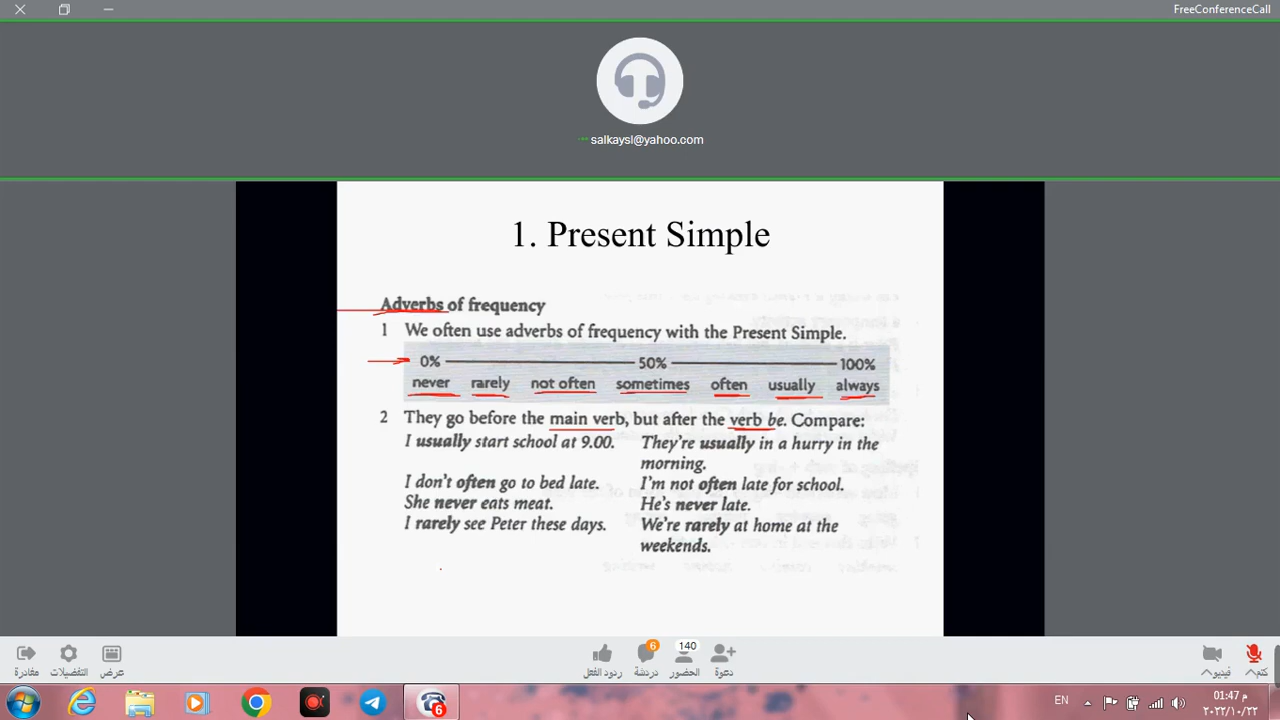 FreeConferenceCall
salkaysl@yahoo.com
1. Present Simple
Adverbs of frequency
1 We often use adverbs of frequency with the Present Simple.
0% 50% 100%
never rarely not often sometimes often usually always
2 They go before the main verb, but after the verb be. Compare:
I usually start school at 9.00. They're usually in a hurry in the
morning.
I don't often go to bed late. I'm not often late for school.
She never eats meat. He's never late.
I rarely see Peter these days. We're rarely at home at the
weekends.
6 140
مغادرة التفضيلات عرض ردود الفعل دردشة الحضور دعوة فيديو كتم
6
EN
01:47 م
٢٠٢٢/١٠/٢٢